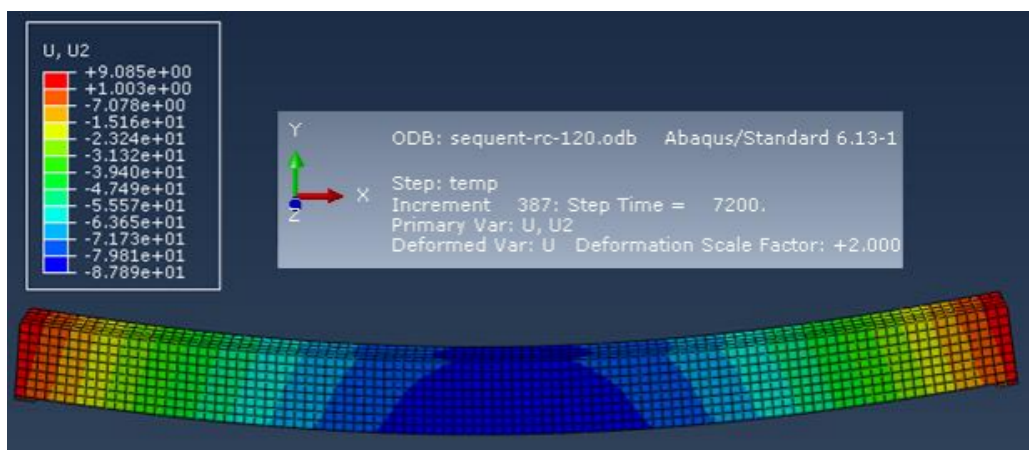 U, U2
+9.085e+00
+1.003e+00
-7.078e+00
-1.516e+01
-2.324e+01
-3.132e+01
-3.940e+01
-4.749e+01
-5.557e+01
-6.365e+01
-7.173e+01
-7.981e+01
-8.789e+01
Y
X
Z
ODB: sequent-rc-120.odb Abaqus/Standard 6.13-1
Step: temp
Increment 387: Step Time = 7200.
Primary Var: U, U2
Deformed Var: U Deformation Scale Factor: +2.000